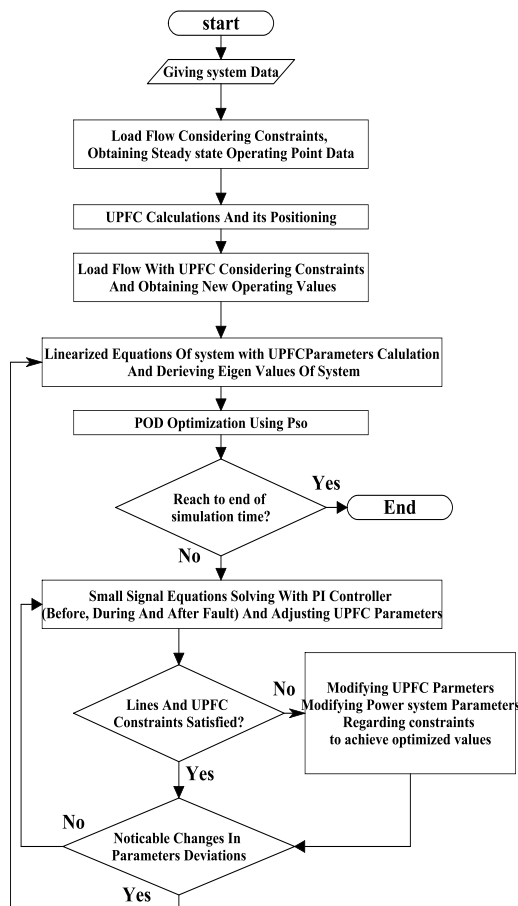 start
Giving system Data
Load Flow Considering Constraints,
Obtaining Steady state Operating Point Data
UPFC Calculations And its Positioning
Load Flow With UPFC Considering Constraints
And Obtaining New Operating Values
Linearized Equations Of system with UPFCParameters Calulation
And Derieving Eigen Values Of System
POD Optimization Using Pso
Reach to end of
simulation time?
Yes
End
No
Small Signal Equations Solving With PI Controller
(Before, During And After Fault) And Adjusting UPFC Parameters
Lines And UPFC
Constraints Satisfied?
No
Modifying UPFC Parmeters
Modifying Power system Parameters
Regarding constraints
to achieve optimized values
Yes
No
Noticable Changes In
Parameters Deviations
Yes